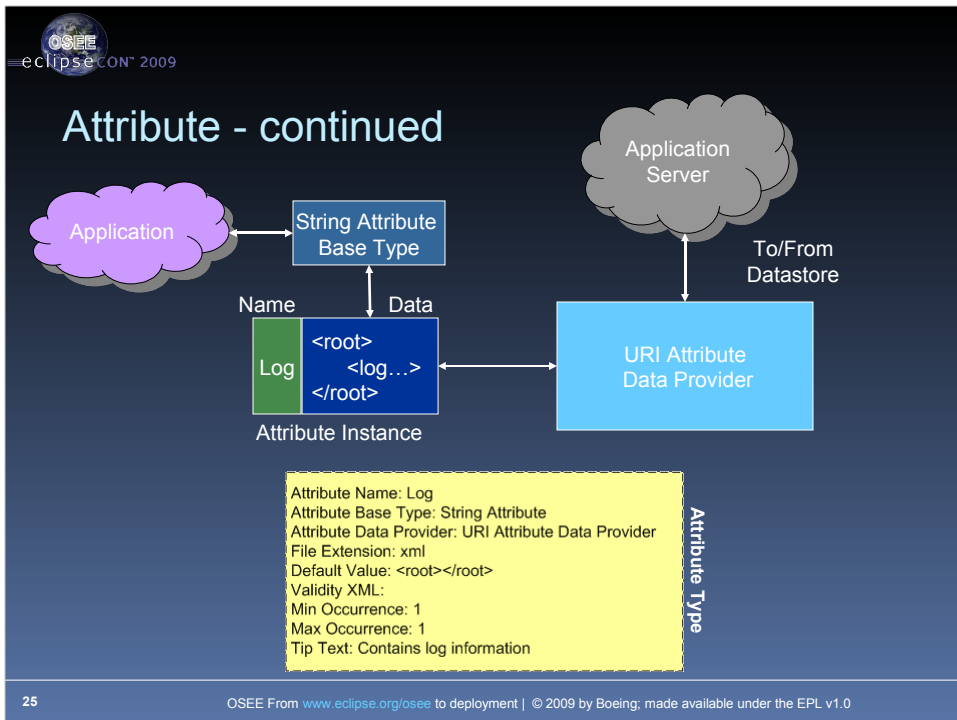 OSEE
eclipsecon™ 2009
Attribute - continued
Application
Server
Application
String Attribute
Base Type
To/From
Datastore
Name
Data
Log
<root>
<log…>
</root>
URI Attribute
Data Provider
Attribute Instance
Attribute Name: Log
Attribute Base Type: String Attribute
Attribute Data Provider: URI Attribute Data Provider
File Extension: xml
Default Value: <root></root>
Validity XML:
Min Occurrence: 1
Max Occurrence: 1
Tip Text: Contains log information
Attribute Type
25
OSEE From www.eclipse.org/osee to deployment | © 2009 by Boeing; made available under the EPL v1.0